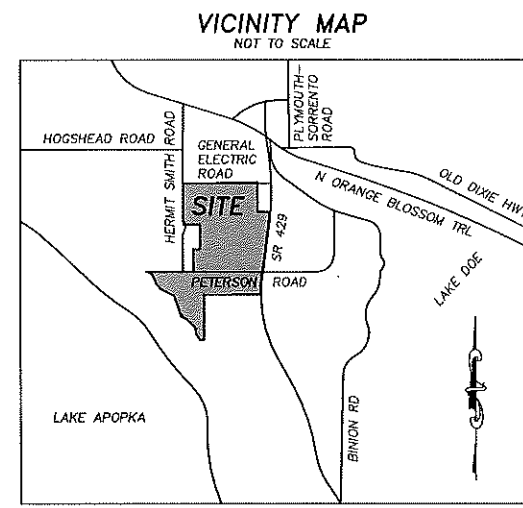 VICINITY MAP
NOT TO SCALE
PLYMOUTH-
SORRENTO
ROAD
HOGSHEAD ROAD
HERMIT SMITH ROAD
GENERAL
ELECTRIC
ROAD
OLD DIXIE HW
N ORANGE BLOSSOM TRL
SITE
SR 429
LAKE DOE
PETERSON ROAD
LAKE APOPKA
BINION RD